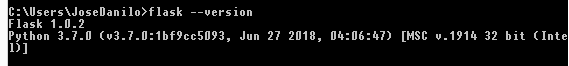 C:\Users\JoseDanilo>flask --version
Flask 1.0.2
Python 3.7.0 (v3.7.0:1bf9cc5093, Jun 27 2018, 04:06:47) [MSC v.1914 32 bit (Inte
l)]